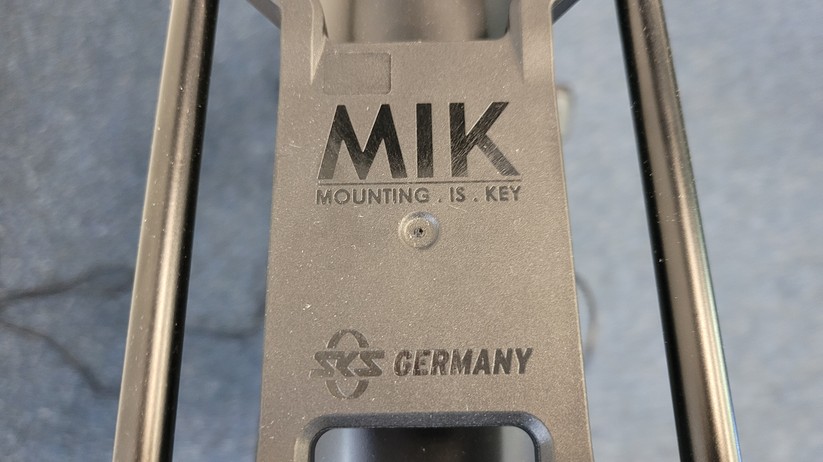 MIK
MOUNTING . IS . KEY
SKS GERMANY